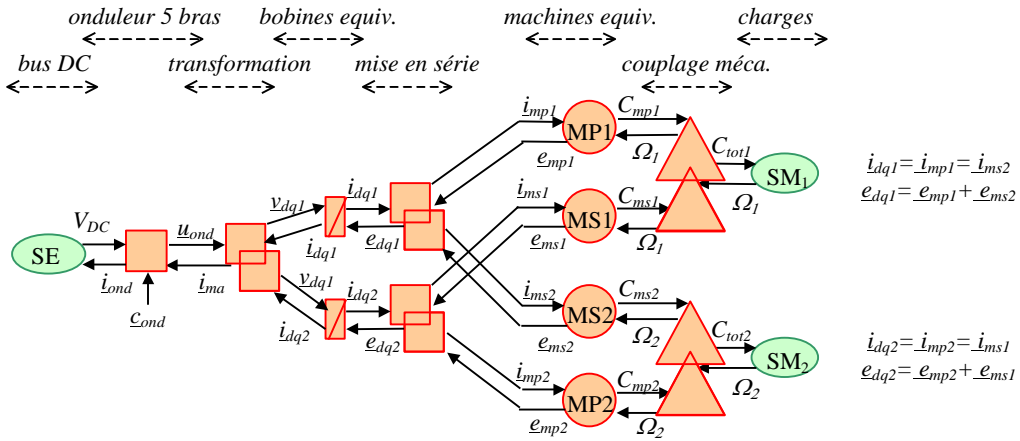 onduleur 5 bras
bobines equiv.
machines equiv.
charges
bus DC
transformation
mise en série
couplage méca.
i_mp1
C_mp1
MP1
e_mp1
Ω_1
C_tot1
SM_1
Ω_1
i_dq1= i_mp1= i_ms2
e_dq1= e_mp1+ e_ms2
i_dq1
v_dq1
i_ms1
C_ms1
MS1
e_ms1
Ω_1
V_DC
u_ond
i_dq1
e_dq1
SE
i_ond
i_ma
c_ond
v_dq1
i_dq2
i_dq2
e_dq2
i_ms2
C_ms2
MS2
e_ms2
Ω_2
C_tot2
SM_2
Ω_2
i_dq2= i_mp2= i_ms1
e_dq2= e_mp2+ e_ms1
i_mp2
C_mp2
MP2
e_mp2
Ω_2